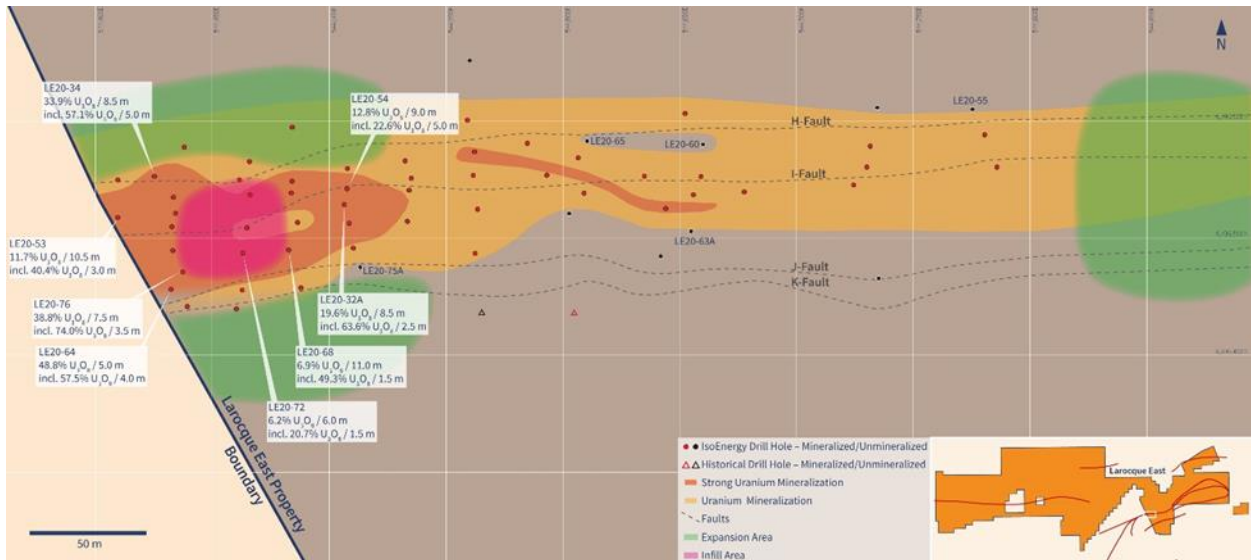 N
LE20-34
33.9% U₃O₈ / 8.5 m
incl. 57.1% U₃O₈ / 5.0 m
LE20-54
12.8% U₃O₈ / 9.0 m
incl. 22.6% U₃O₈ / 5.0 m
LE20-55
H-Fault
LE20-65
LE20-60
I-Fault
LE20-53
11.7% U₃O₈ / 10.5 m
incl. 40.4% U₃O₈ / 3.0 m
LE20-63A
LE20-75A
J-Fault
K-Fault
LE20-76
38.8% U₃O₈ / 7.5 m
incl. 74.0% U₃O₈ / 3.5 m
LE20-32A
19.6% U₃O₈ / 8.5 m
incl. 63.6% U₃O₈ / 2.5 m
LE20-64
48.8% U₃O₈ / 5.0 m
incl. 57.5% U₃O₈ / 4.0 m
LE20-68
6.9% U₃O₈ / 11.0 m
incl. 49.3% U₃O₈ / 1.5 m
LE20-72
6.2% U₃O₈ / 6.0 m
incl. 20.7% U₃O₈ / 1.5 m
Larocque East Property
Boundary
50 m
IsoEnergy Drill Hole – Mineralized/Unmineralized
Historical Drill Hole – Mineralized/Unmineralized
Strong Uranium Mineralization
Uranium Mineralization
Faults
Expansion Area
Infill Area
Larocque East